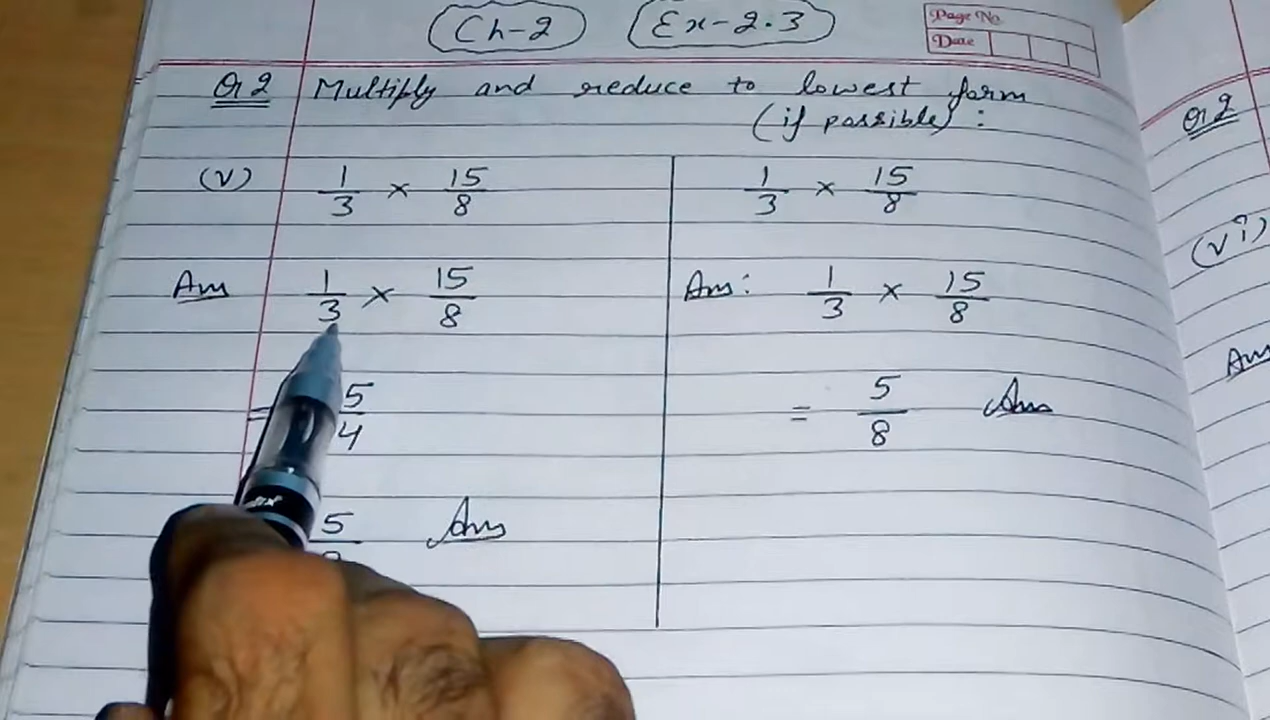 Ch-2 Ex-2.3
Page No.
Date
Q2 Multiply and reduce to lowest form
(if possible) :
(v) 1/3 × 15/8
Ans 1/3 × 15/8
= 5/4
5 Ans
1/3 × 15/8
Ans: 1/3 × 15/8
= 5/8 Ans
Q2
(vi)
Ans